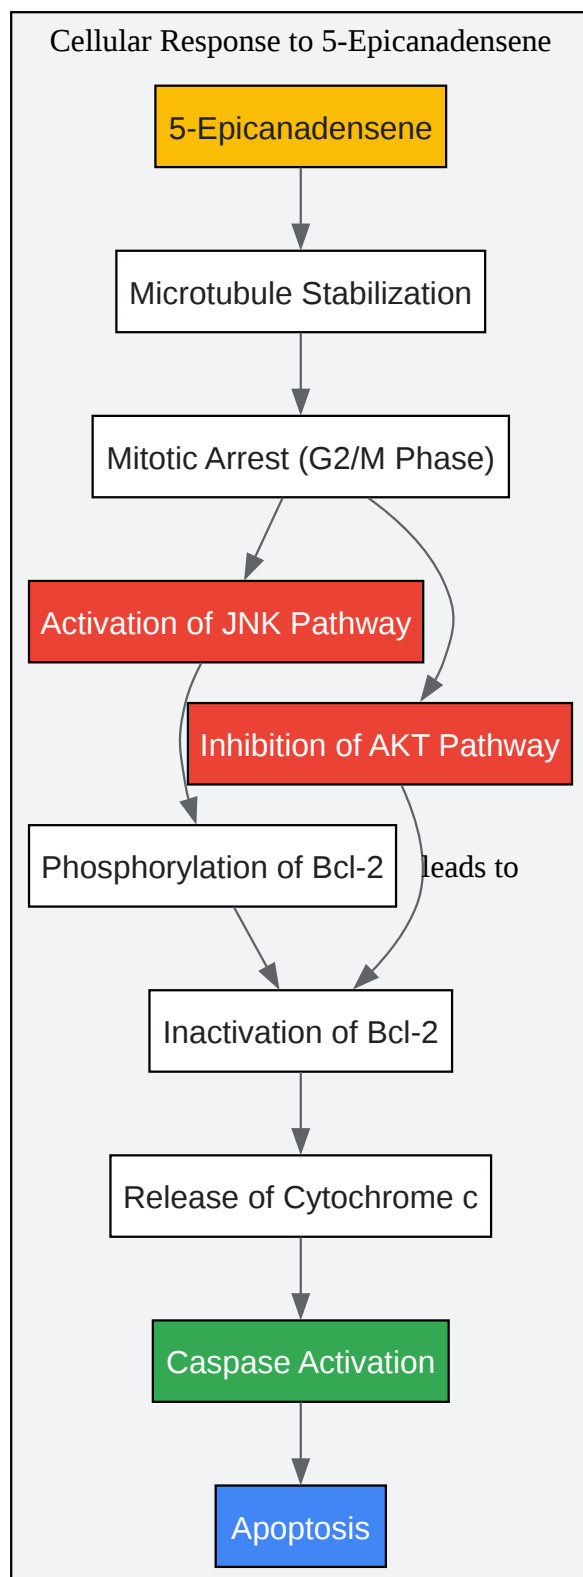 Cellular Response to 5-Epicanadensene
5-Epicanadensene
Microtubule Stabilization
Mitotic Arrest (G2/M Phase)
Activation of JNK Pathway
Inhibition of AKT Pathway
Phosphorylation of Bcl-2
leads to
Inactivation of Bcl-2
Release of Cytochrome c
Caspase Activation
Apoptosis